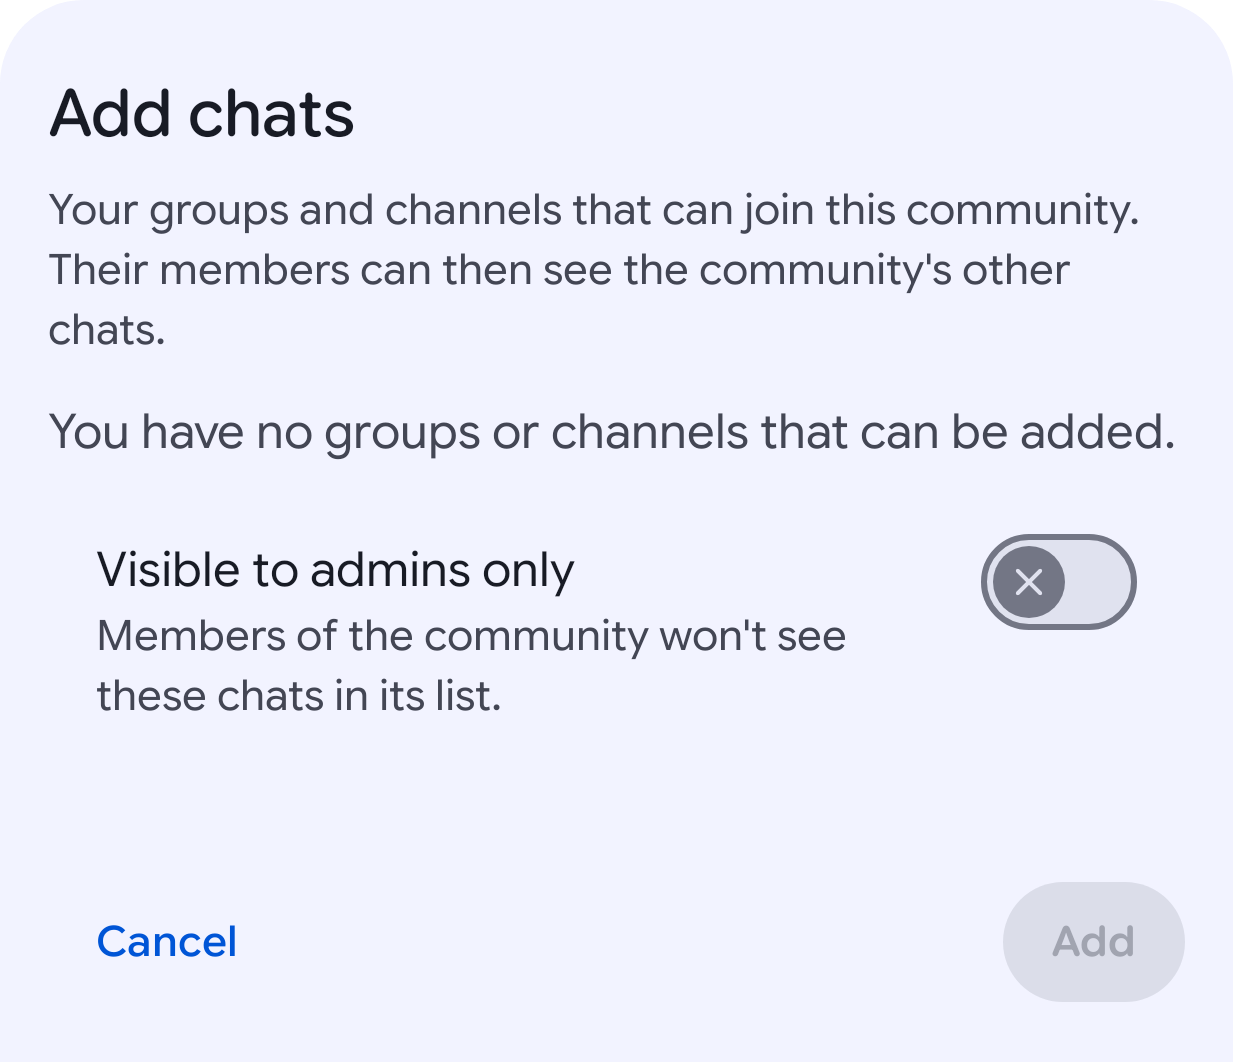 Add chats
Your groups and channels that can join this community.
Their members can then see the community's other
chats.
You have no groups or channels that can be added.
Visible to admins only
Members of the community won't see
these chats in its list.
Cancel
Add